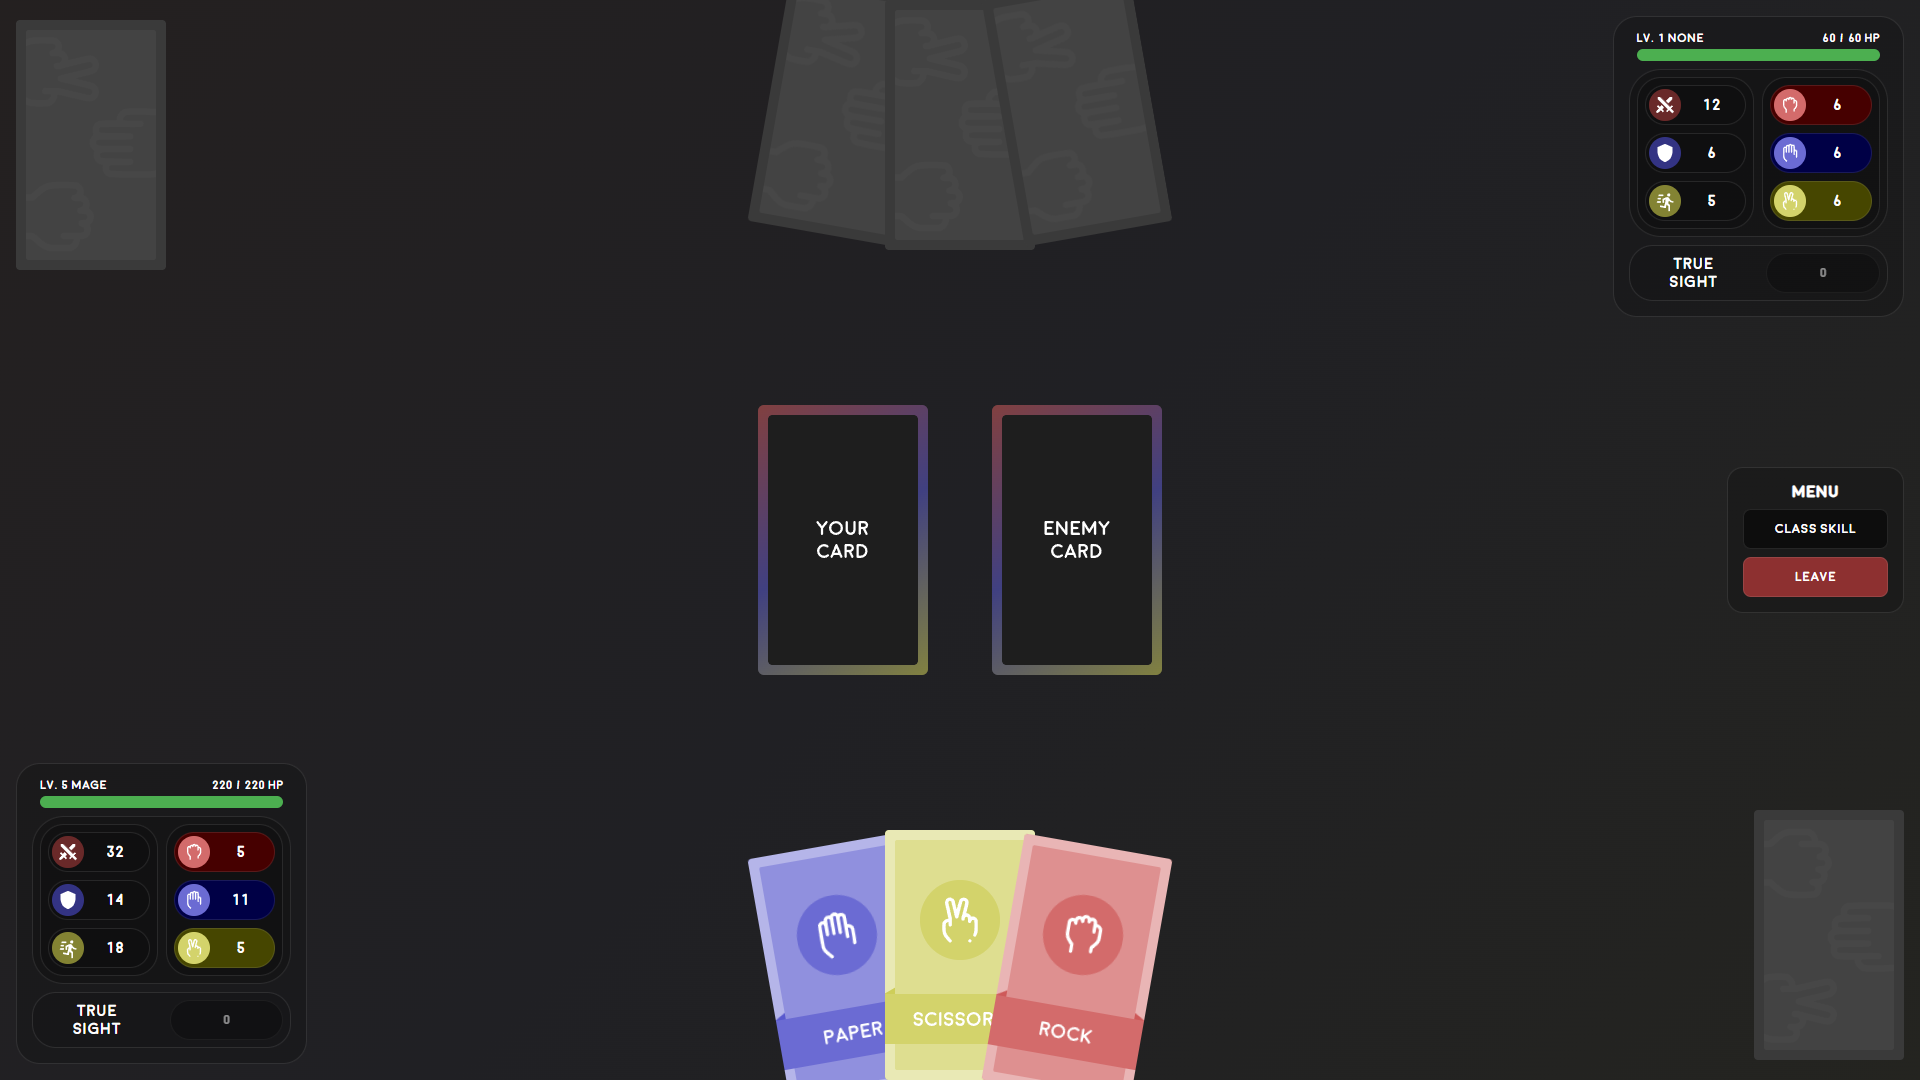 LV. 1 NONE 60 / 60 HP
12 6
6 6
5 6
TRUE
SIGHT
0
YOUR
CARD
ENEMY
CARD
MENU
CLASS SKILL
LEAVE
LV. 5 MAGE 220 / 220 HP
32 5
14 11
18 5
TRUE
SIGHT
0
PAPER
SCISSOR
ROCK